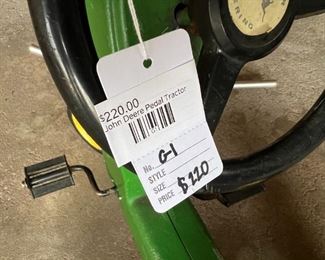 $220.00
John Deere Pedal Tractor
No. G-1
STYLE
SIZE
PRICE $220